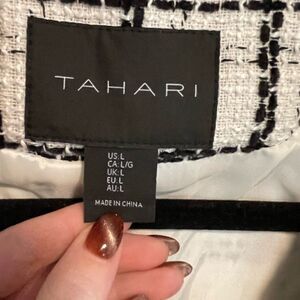 TAHARI
US:L
CA:L/G
UK:L
EU:L
AU:L
MADE IN CHINA